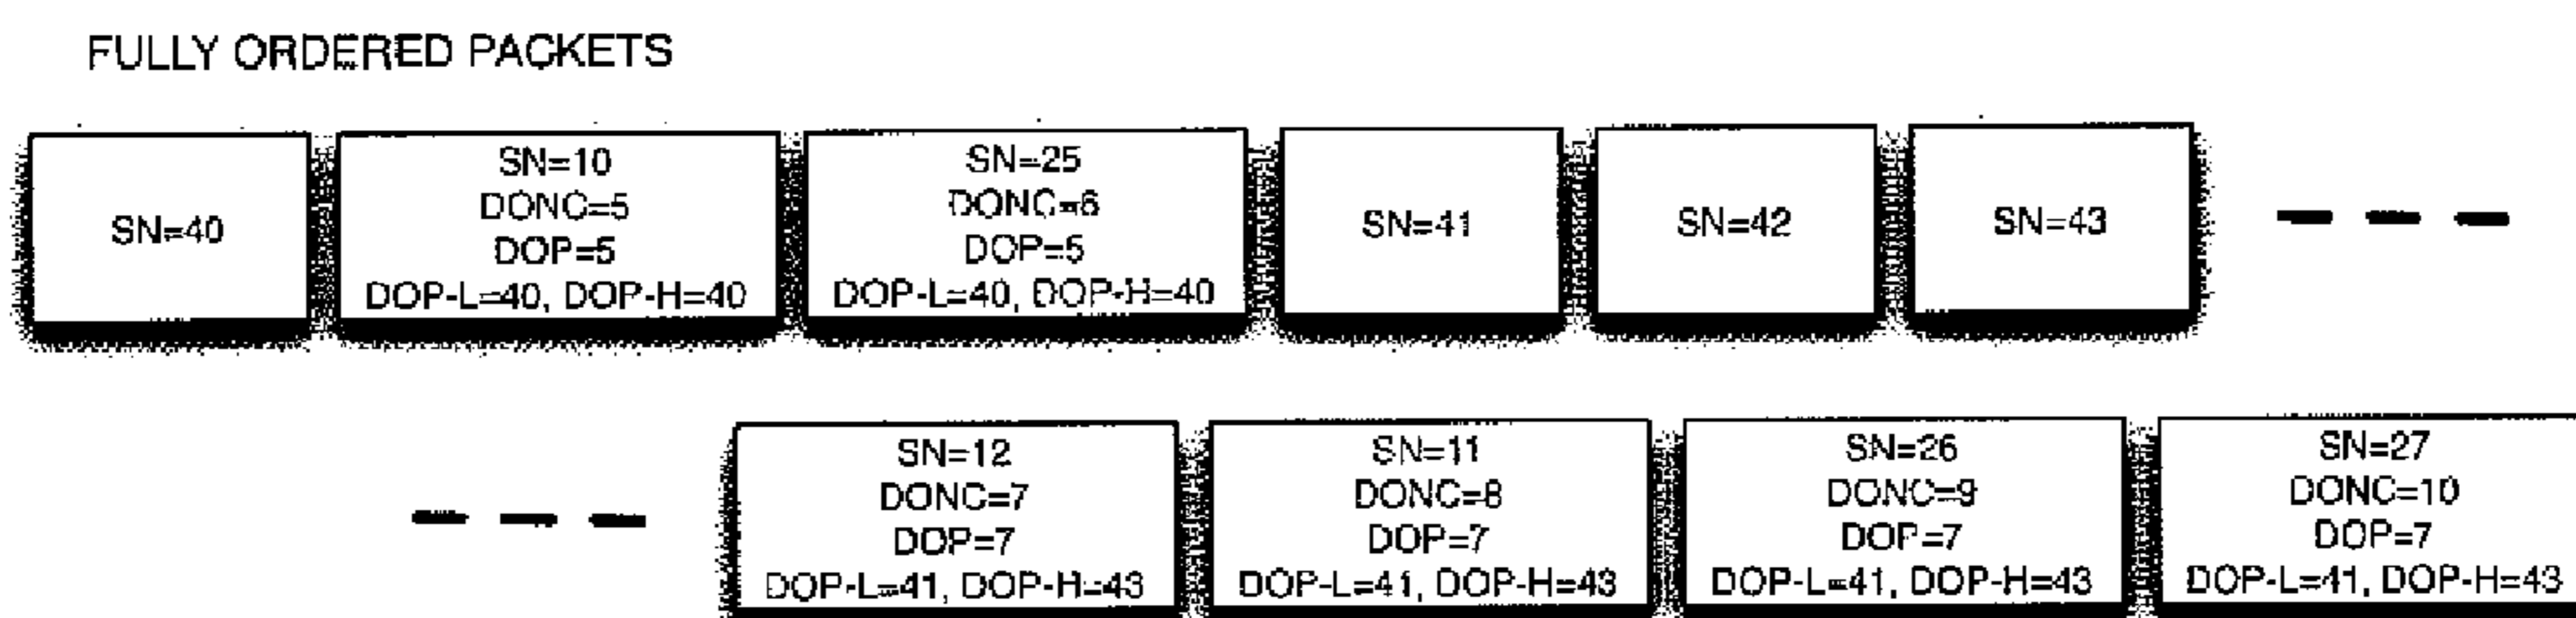 FULLY ORDERED PACKETS
SN=40
SN=10
DONC=5
DOP=5
DOP-L=40, DOP-H=40
SN=25
DONC=6
DOP=5
DOP-L=40, DOP-H=40
SN=41
SN=42
SN=43
SN=12
DONC=7
DOP=7
DOP-L=41, DOP-H=43
SN=11
DONC=8
DOP=7
DOP-L=41, DOP-H=43
SN=26
DONC=9
DOP=7
DOP-L=41, DOP-H=43
SN=27
DONC=10
DOP=7
DOP-L=41, DOP-H=43